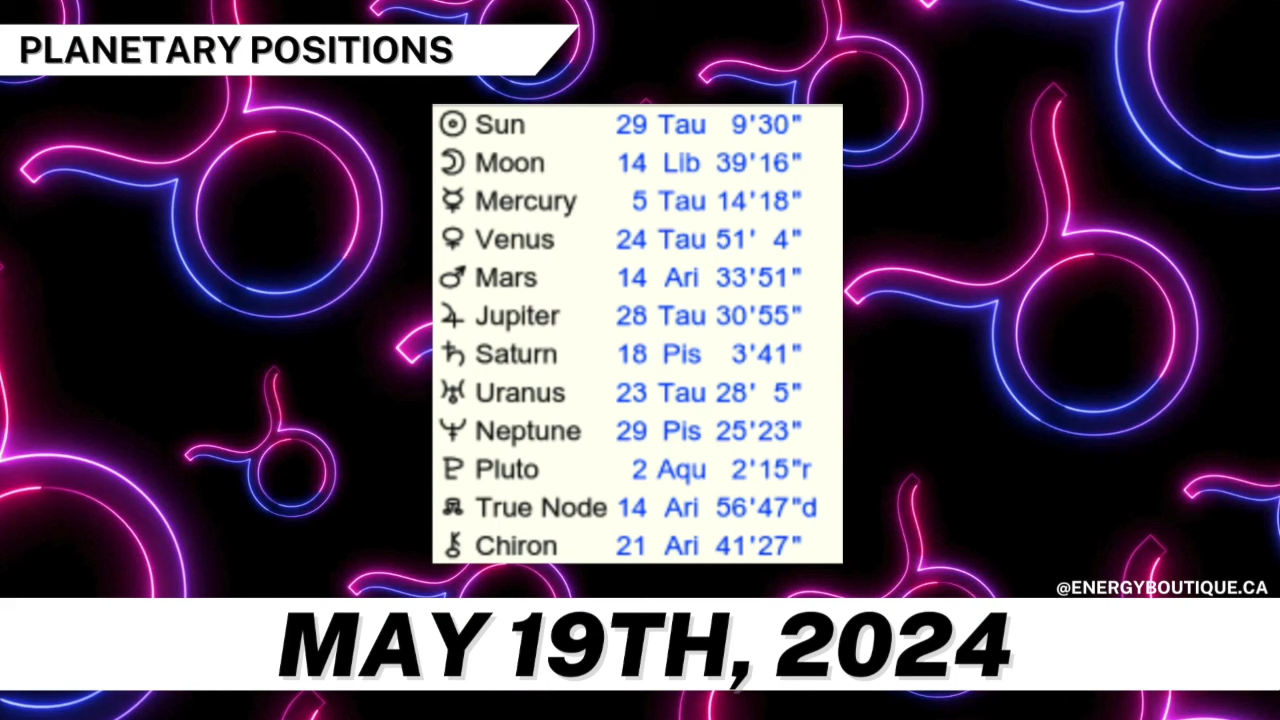 PLANETARY POSITIONS
☉ Sun 29 Tau 9'30"
☽ Moon 14 Lib 39'16"
☿ Mercury 5 Tau 14'18"
♀ Venus 24 Tau 51' 4"
♂ Mars 14 Ari 33'51"
♃ Jupiter 28 Tau 30'55"
♄ Saturn 18 Pis 3'41"
♅ Uranus 23 Tau 28' 5"
♆ Neptune 29 Pis 25'23"
♇ Pluto 2 Aqu 2'15"r
☊ True Node 14 Ari 56'47"d
⚷ Chiron 21 Ari 41'27"
@ENERGYBOUTIQUE.CA
MAY 19TH, 2024